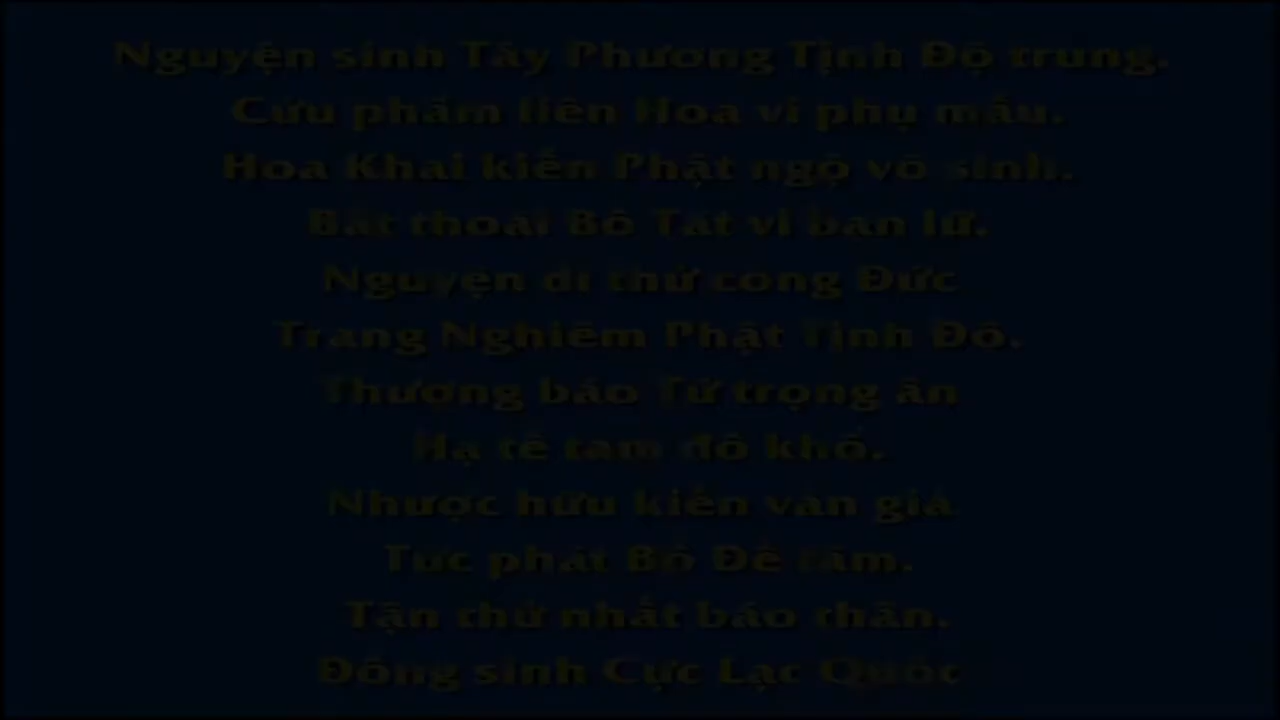 Nguyện sinh Tây Phương Tịnh Độ trung.
Cửu phẩm liên Hoa vi phụ mẫu.
Hoa Khai kiến Phật ngộ vô sinh.
Bất thoái Bồ Tát vi bạn lữ.
Nguyện dĩ thử công Đức
Trang Nghiêm Phật Tịnh Độ.
Thượng báo Tứ trọng ân
Hạ tế tam đồ khổ.
Nhược hữu kiến văn giả
Tức phát Bồ Đề tâm.
Tận thử nhất báo thân.
Đồng sinh Cực Lạc Quốc